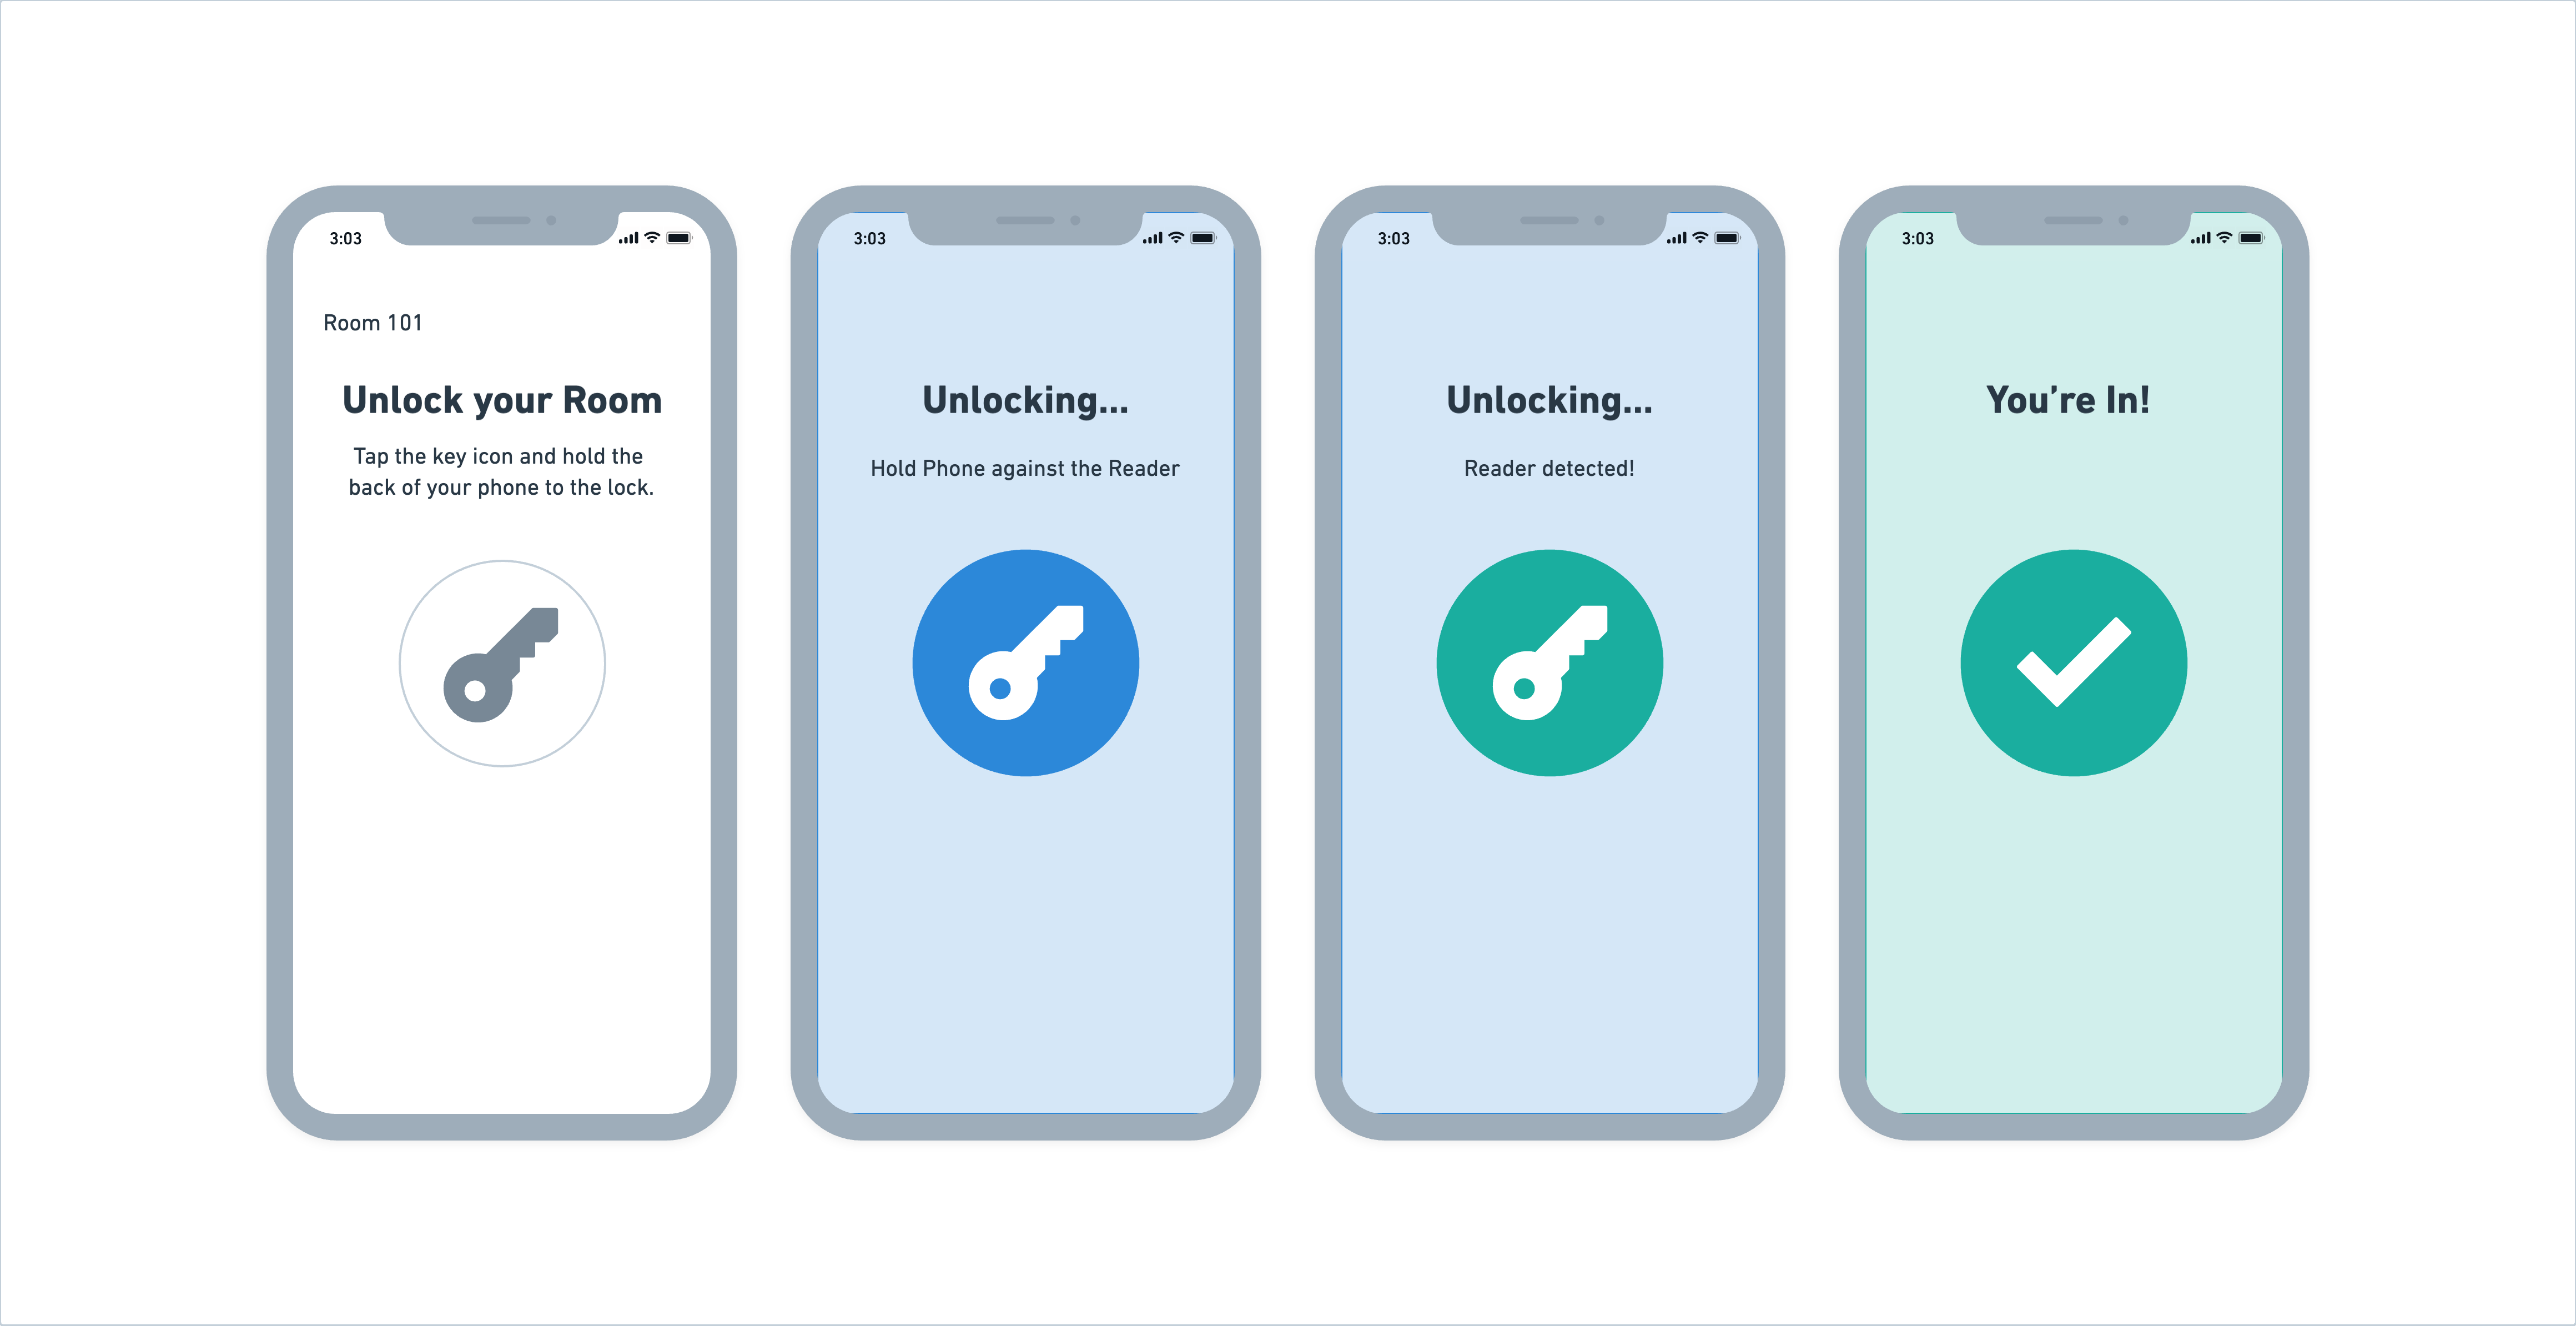 3:03
Room 101
Unlock your Room
Tap the key icon and hold the
back of your phone to the lock.
3:03
Unlocking...
Hold Phone against the Reader
3:03
Unlocking...
Reader detected!
3:03
You’re In!